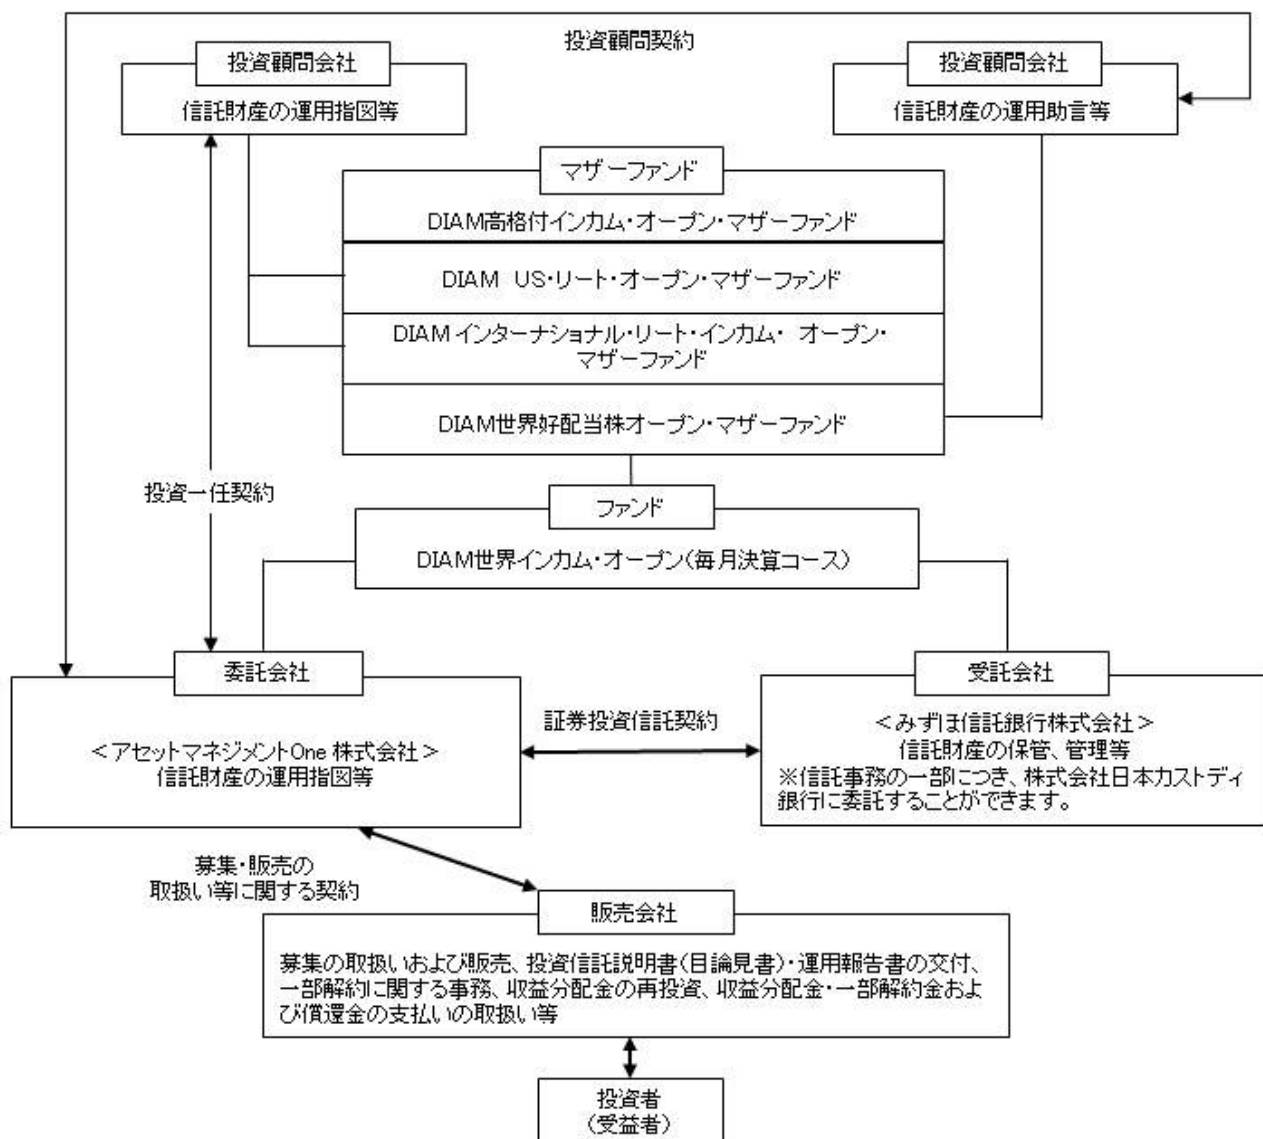 投資顧問契約
投資顧問会社
信託財産の運用指図等
投資顧問会社
信託財産の運用助言等
マザーファンド
DIAM高格付インカム・オープン・マザーファンド
DIAM US・リート・オープン・マザーファンド
DIAM インターナショナル・リート・インカム・ オープン・
マザーファンド
DIAM世界好配当株オープン・マザーファンド
投資一任契約
ファンド
DIAM世界インカム・オープン(毎月決算コース)
委託会社
<アセットマネジメントOne 株式会社>
信託財産の運用指図等
証券投資信託契約
受託会社
<みずほ信託銀行株式会社>
信託財産の保管、管理等
※信託事務の一部につき、株式会社日本カストディ
銀行に委託することができます。
募集・販売の
取扱い等に関する契約
販売会社
募集の取扱いおよび販売、投資信託説明書(目論見書)・運用報告書の交付、
一部解約に関する事務、収益分配金の再投資、収益分配金・一部解約金およ
び償還金の支払いの取扱い等
投資者
(受益者)